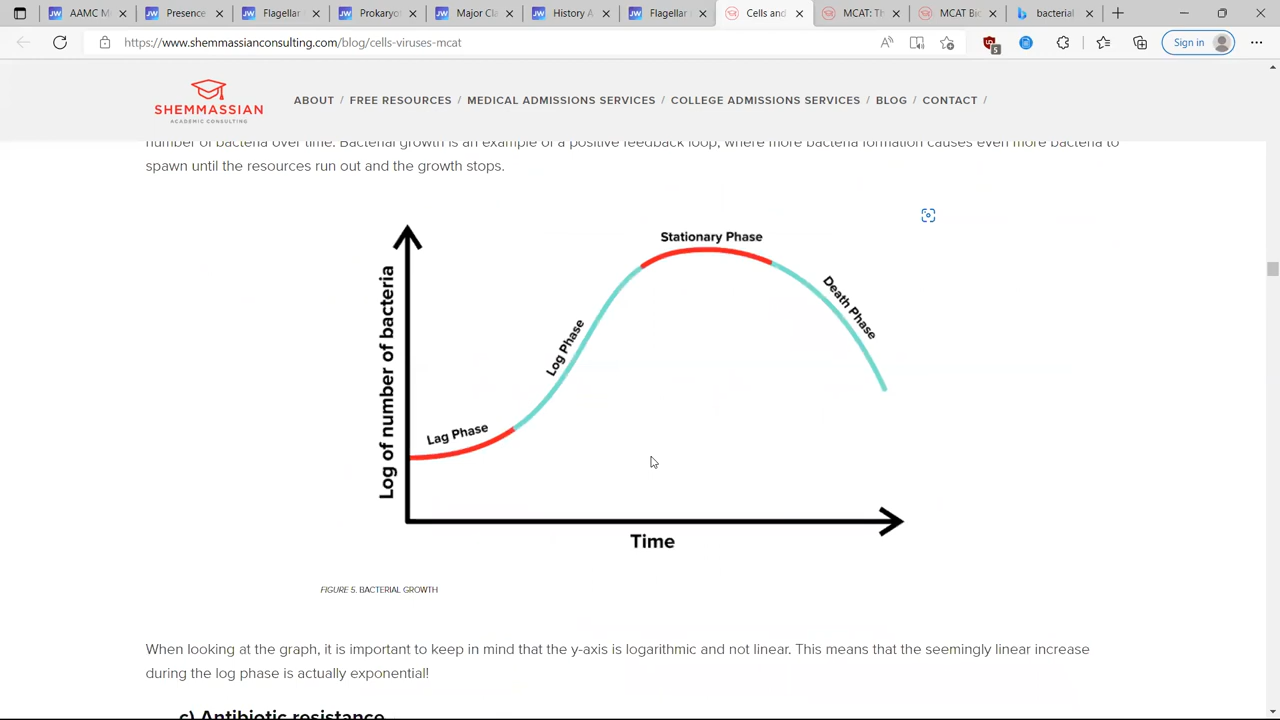 AAMC M
Presence
Flagellar
Prokaryo
Major Cla
History A
Flagellar
Cells and
MCAT: Th
MCAT Bio
bacteria
https://www.shemmassianconsulting.com/blog/cells-viruses-mcat
5
Sign in
SHEMMASSIAN
ACADEMIC CONSULTING
ABOUT / FREE RESOURCES / MEDICAL ADMISSIONS SERVICES / COLLEGE ADMISSIONS SERVICES / BLOG / CONTACT /
number of bacteria over time. Bacterial growth is an example of a positive feedback loop, where more bacteria formation causes even more bacteria to
spawn until the resources run out and the growth stops.
Stationary Phase
Death Phase
Log Phase
Lag Phase
Log of number of bacteria
Time
FIGURE 5. BACTERIAL GROWTH
When looking at the graph, it is important to keep in mind that the y-axis is logarithmic and not linear. This means that the seemingly linear increase
during the log phase is actually exponential!
c) Antibiotic resistance